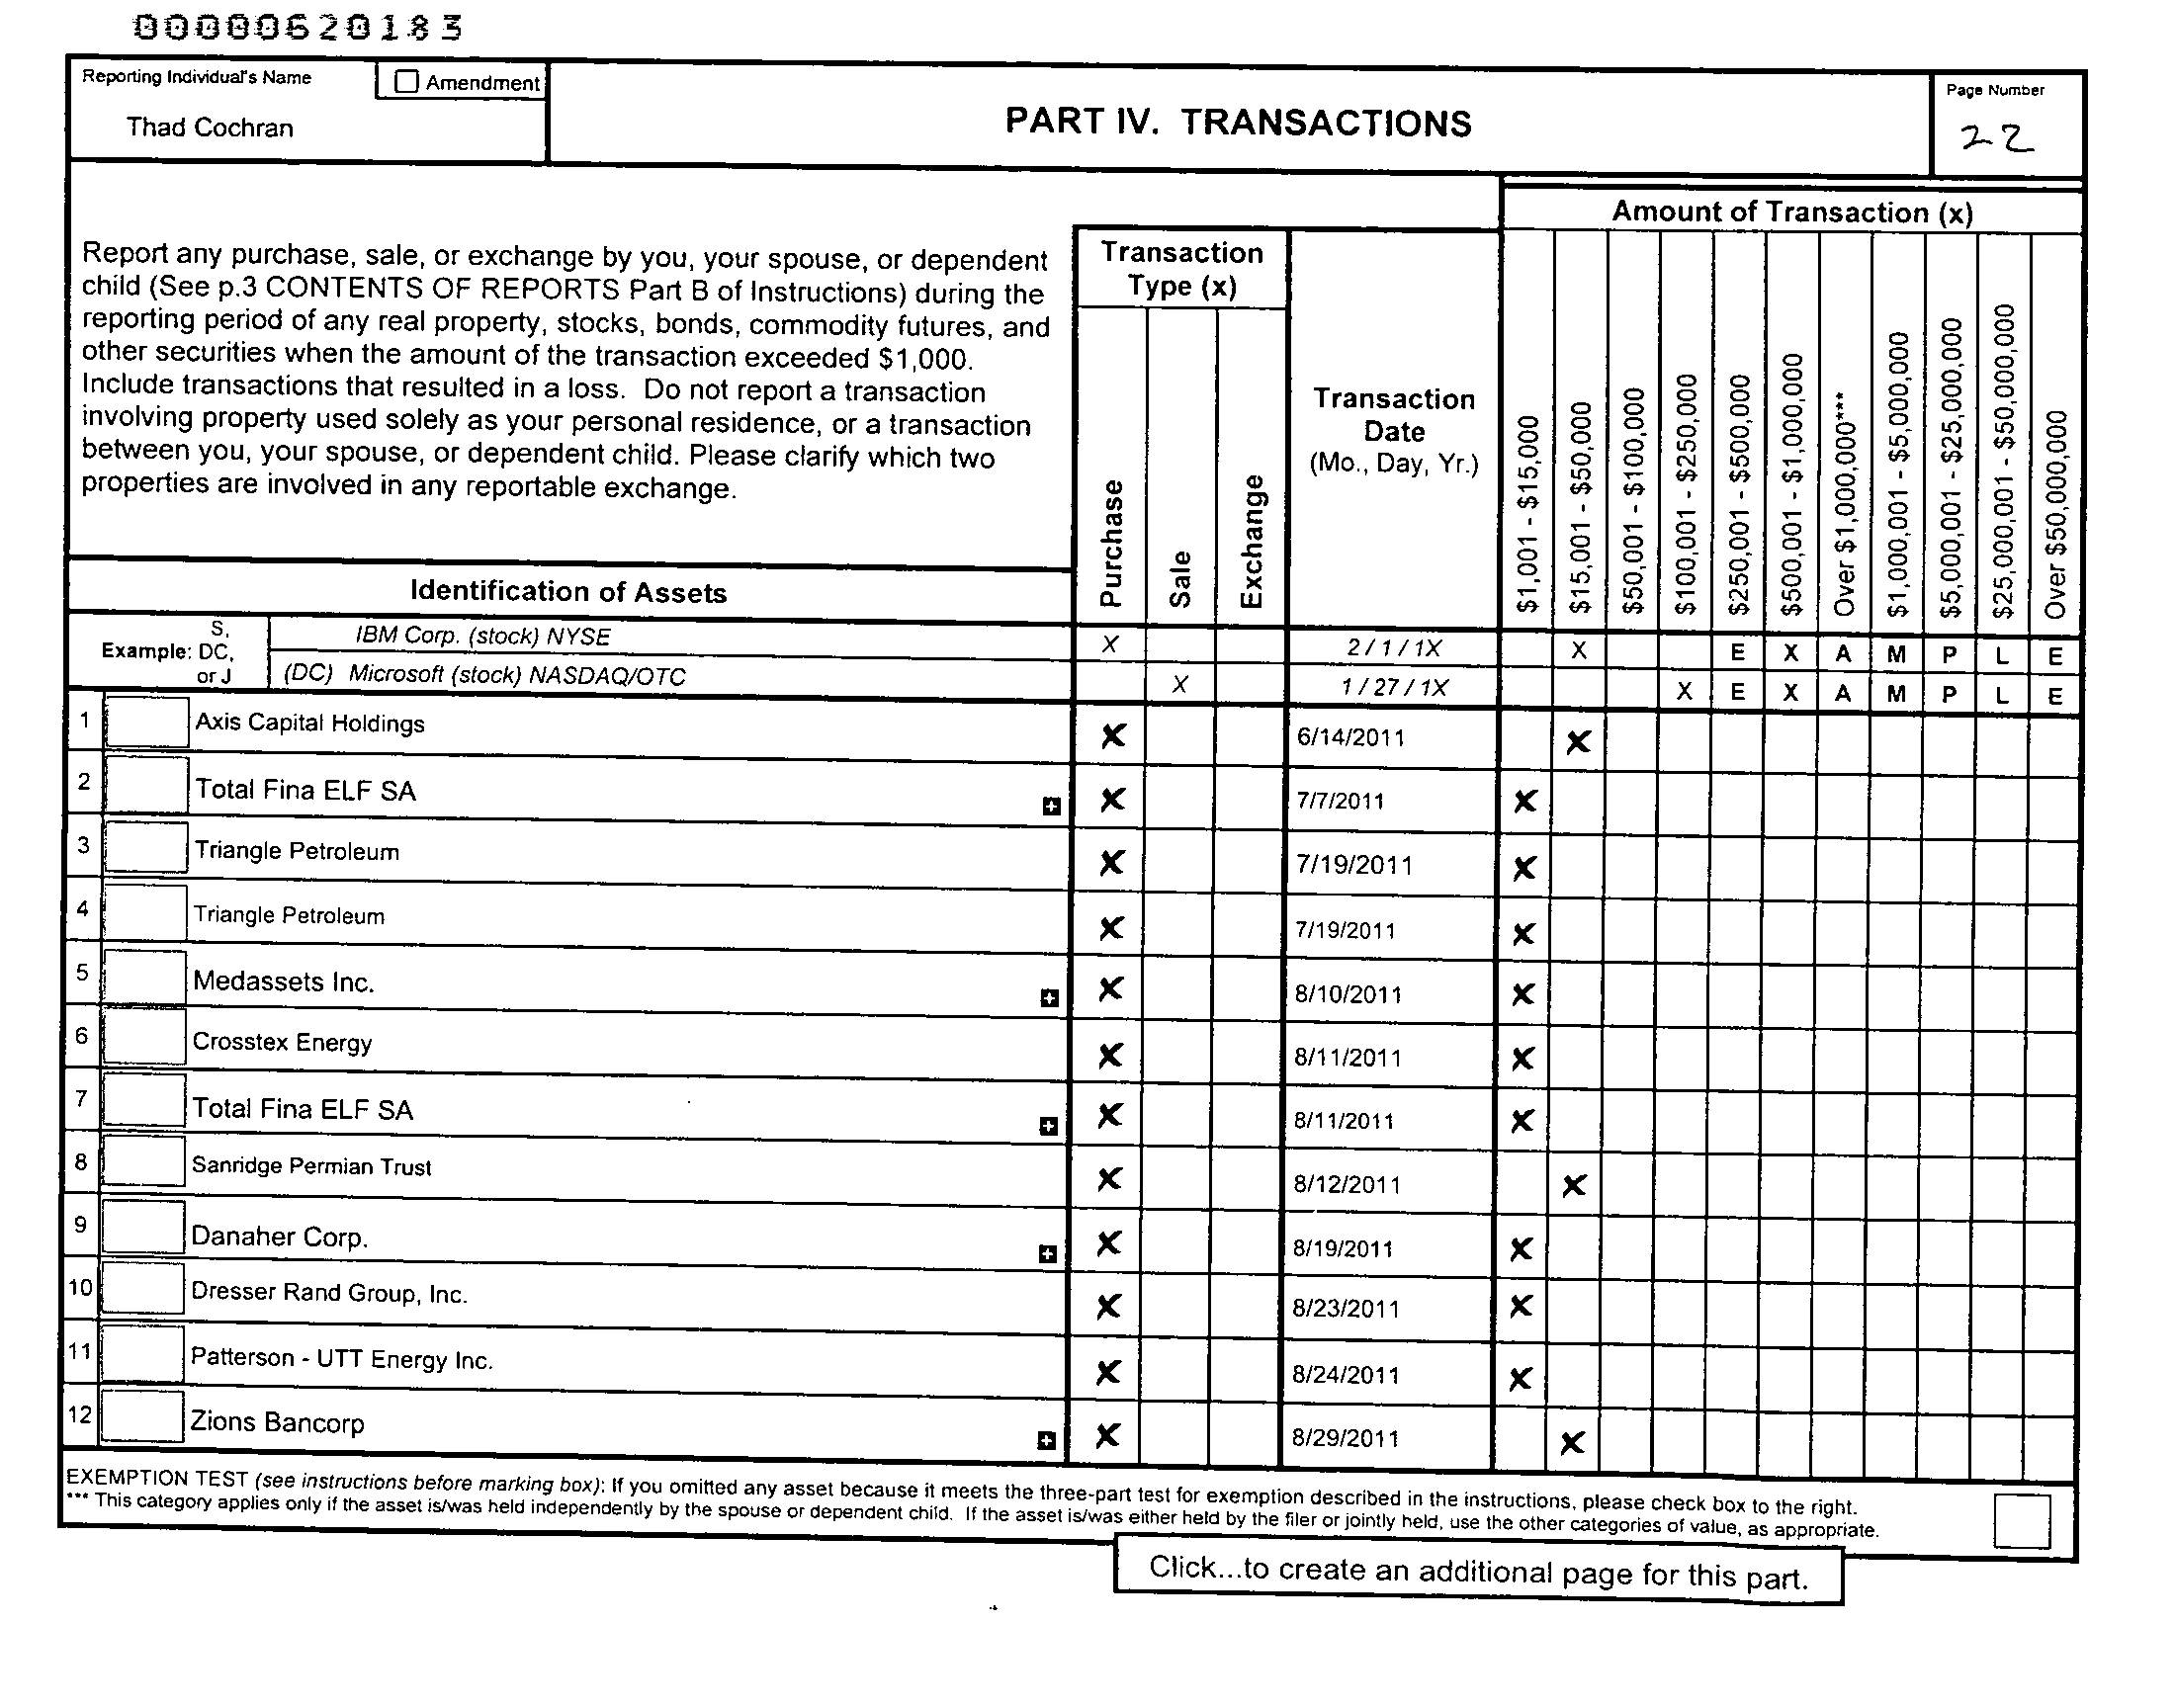 00000620183
Reporting Individual's Name
Amendment
Thad Cochran
PART IV. TRANSACTIONS
Page Number
22
Amount of Transaction (x)
Report any purchase, sale, or exchange by you, your spouse, or dependent
child (See p.3 CONTENTS OF REPORTS Part B of Instructions) during the
reporting period of any real property, stocks, bonds, commodity futures, and
other securities when the amount of the transaction exceeded $1,000.
Include transactions that resulted in a loss. Do not report a transaction
involving property used solely as your personal residence, or a transaction
between you, your spouse, or dependent child. Please clarify which two
properties are involved in any reportable exchange.
Transaction
Type (x)
Purchase
Sale
Exchange
Transaction
Date
(Mo., Day, Yr.)
$1,001 - $15,000
$15,001 - $50,000
$50,001 - $100,000
$100,001 - $250,000
$250,001 - $500,000
$500,001 - $1,000,000
Over $1,000,000***
$1,000,001 - $5,000,000
$5,000,001 - $25,000,000
$25,000,001 - $50,000,000
Over $50,000,000
Identification of Assets
Example: S, DC, or J
IBM Corp. (stock) NYSE X 2 / 1 / 1X X E X A M P L E
(DC) Microsoft (stock) NASDAQ/OTC X 1 / 27 / 1X X E X A M P L E
1 Axis Capital Holdings X 6/14/2011 X
2 Total Fina ELF SA X 7/7/2011 X
3 Triangle Petroleum X 7/19/2011 X
4 Triangle Petroleum X 7/19/2011 X
5 Medassets Inc. X 8/10/2011 X
6 Crosstex Energy X 8/11/2011 X
7 Total Fina ELF SA X 8/11/2011 X
8 Sanridge Permian Trust X 8/12/2011 X
9 Danaher Corp. X 8/19/2011 X
10 Dresser Rand Group, Inc. X 8/23/2011 X
11 Patterson - UTT Energy Inc. X 8/24/2011 X
12 Zions Bancorp X 8/29/2011 X
EXEMPTION TEST (see instructions before marking box): If you omitted any asset because it meets the three-part test for exemption described in the instructions, please check box to the right.
*** This category applies only if the asset is/was held independently by the spouse or dependent child. If the asset is/was either held by the filer or jointly held, use the other categories of value, as appropriate.
Click...to create an additional page for this part.